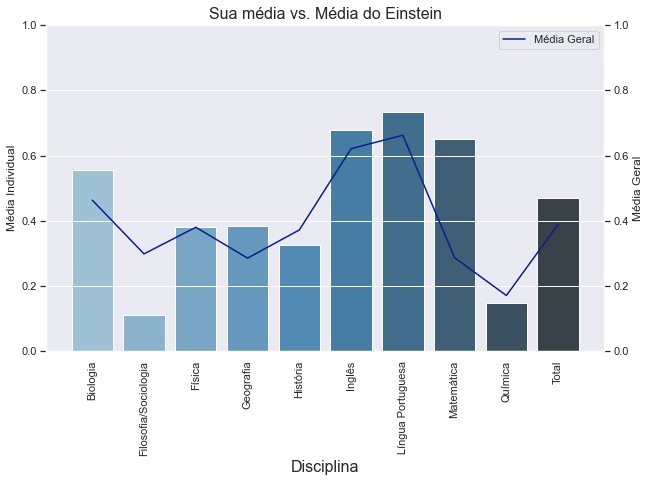 Sua média vs. Média do Einstein
Média Geral
1.0
0.8
0.6
0.4
0.2
0.0
Média Individual
1.0
0.8
0.6
0.4
0.2
0.0
Média Geral
Biologia
Filosofia/Sociologia
Física
Geografia
História
Inglês
Língua Portuguesa
Matemática
Química
Total
Disciplina